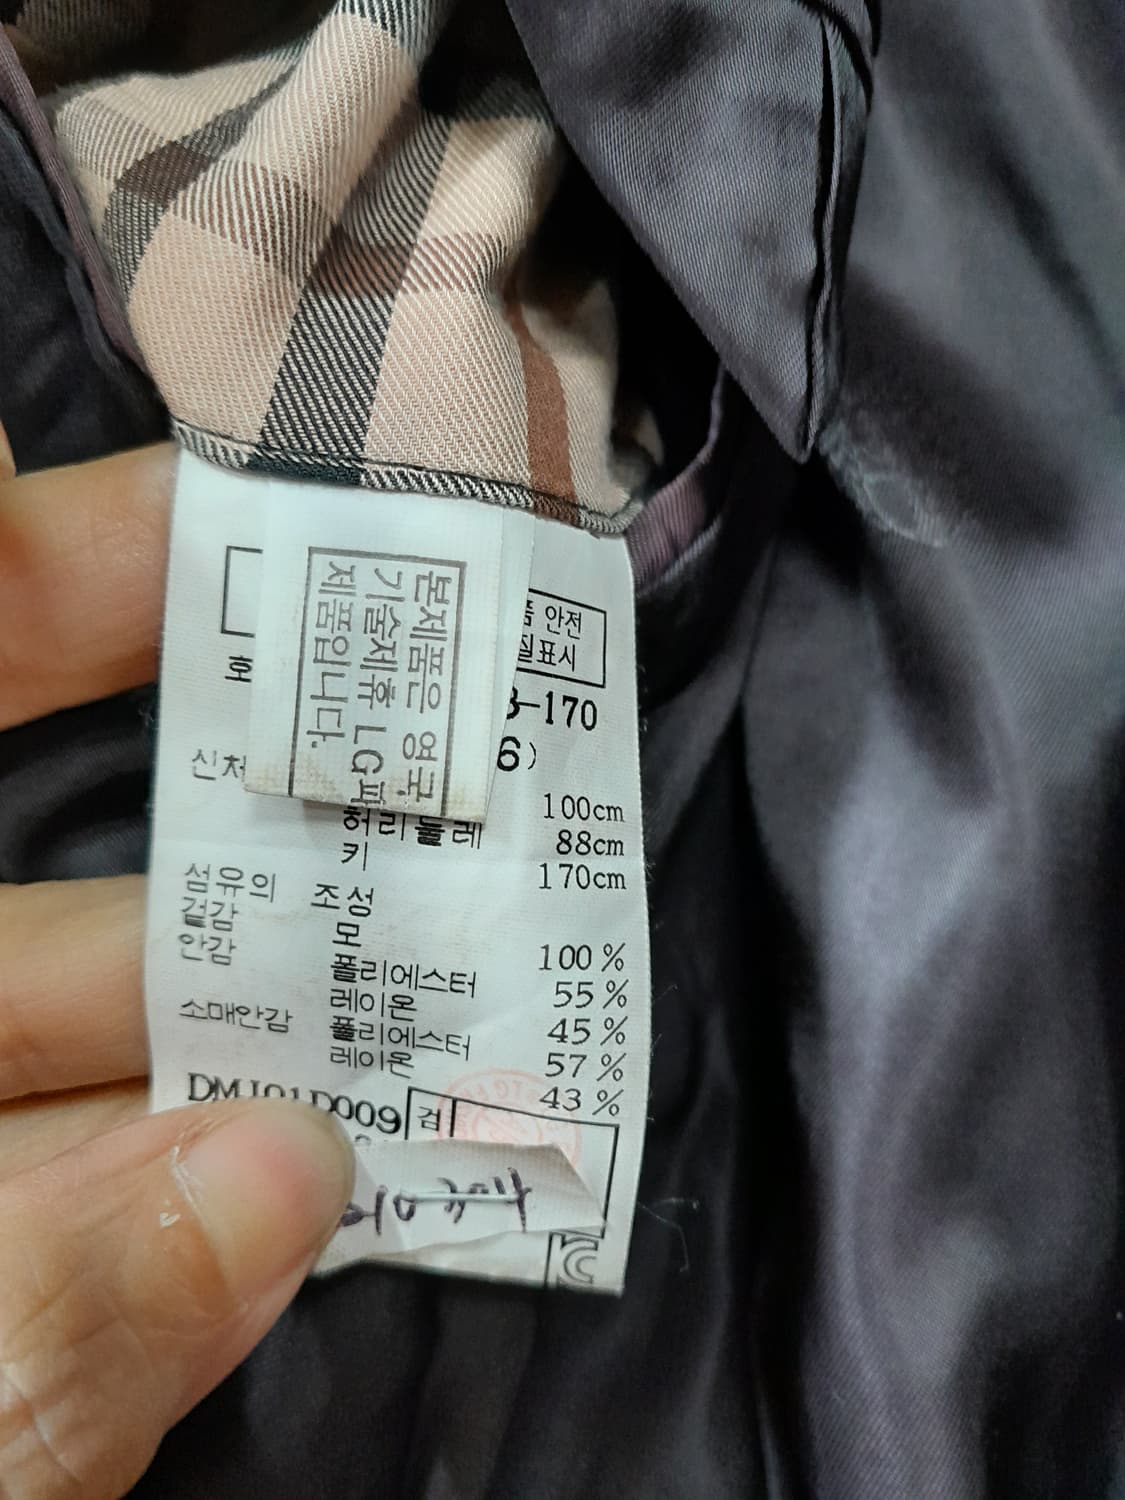 본제품은 영국
기술제휴 LG패
제품입니다.
품 안전
질표시
호
8-170
6)
신체
100cm
허리둘레 88cm
키 170cm
섬유의 조성
겉감 모 100%
안감 폴리에스터 55%
레이온 45%
소매안감 폴리에스터 57%
레이온 43%
DMJ01D009 검